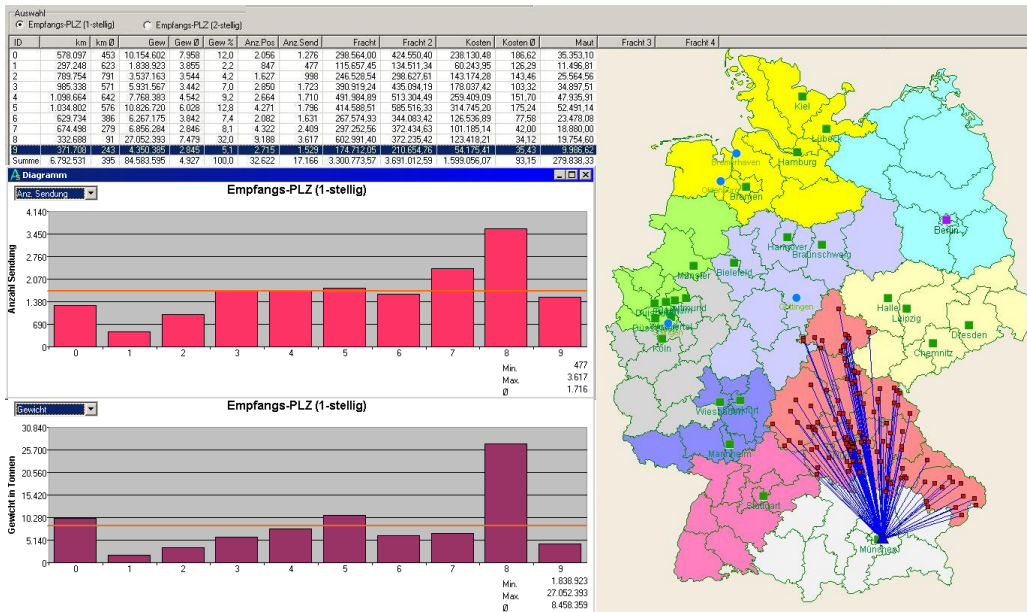 Auswahl
Empfangs-PLZ (1-stellig) Empfangs-PLZ (2-stellig)
ID km km Ø Gew Gew Ø Gew % Anz.Pos Anz.Send Fracht Fracht 2 Kosten Kosten Ø Maut Fracht 3 Fracht 4
0 578.097 453 10.154.602 7.958 12,0 2.056 1.276 298.564,00 424.550,40 238.130,48 186,62 35.353,10
1 297.248 623 1.838.923 3.855 2,2 847 477 115.657,45 134.511,34 60.243,95 126,29 11.496,81
2 789.754 791 3.537.163 3.544 4,2 1.627 998 246.528,54 298.627,61 143.174,28 143,46 25.564,56
3 985.338 571 5.931.567 3.442 7,0 2.850 1.723 390.919,24 435.094,19 178.037,42 103,32 34.897,51
4 1.098.664 642 7.768.383 4.542 9,2 2.664 1.710 491.984,89 513.304,49 259.409,09 151,70 47.935,91
5 1.034.802 576 10.826.720 6.028 12,8 4.271 1.796 414.588,51 585.516,33 314.745,20 175,24 52.491,14
6 629.734 386 6.267.175 3.842 7,4 2.082 1.631 267.574,93 344.083,42 126.536,89 77,58 23.478,08
7 674.498 279 6.856.284 2.846 8,1 4.322 2.409 297.252,56 372.434,63 101.185,14 42,00 18.880,00
8 332.688 91 27.052.393 7.479 32,0 9.188 3.617 602.991,40 372.235,42 123.418,21 34,12 19.754,60
9 371.708 243 4.350.385 2.845 5,1 2.715 1.529 174.712,05 210.654,76 54.175,41 35,43 9.986,62
Summe 6.792.531 395 84.583.595 4.927 100,0 32.622 17.166 3.300.773,57 3.691.012,59 1.599.056,07 93,15 279.838,33
Diagramm
Anz. Sendung
Empfangs-PLZ (1-stellig)
Anzahl Sendung
4.140
3.450
2.760
2.070
1.380
690
0
0 1 2 3 4 5 6 7 8 9
Min. 477
Max. 3.617
Ø 1.716
Gewicht
Empfangs-PLZ (1-stellig)
Gewicht in Tonnen
30.840
25.700
20.560
15.420
10.280
5.140
0
0 1 2 3 4 5 6 7 8 9
Min. 1.838.923
Max. 27.052.393
Ø 8.458.359
Kiel
Lübeck
Bremerhaven
Hamburg
Oldenburg
Bremen
Berlin
Hannover
Braunschweig
Münster
Bielefeld
Göttingen
Halle
Leipzig
Dresden
Chemnitz
Köln
Mannheim
Stuttgart
München